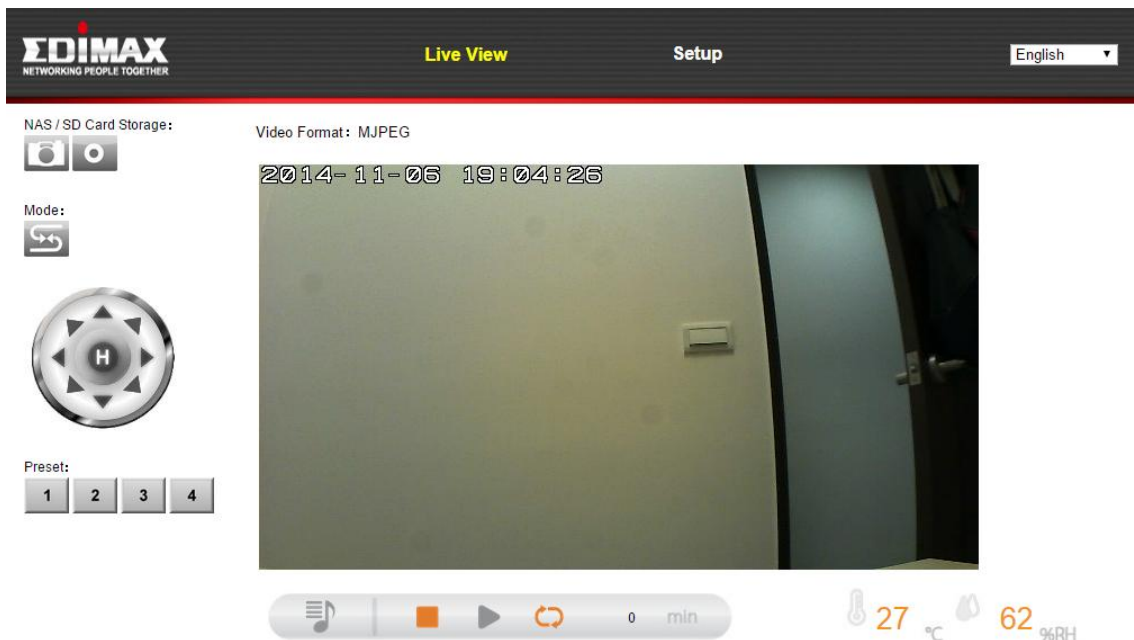 EDIMAX
NETWORKING PEOPLE TOGETHER
Live View
Setup
English
NAS / SD Card Storage:
Video Format: MJPEG
2014-11-06 19:04:26
Mode:
H
Preset:
1 2 3 4
0 min
27 °C
62 %RH